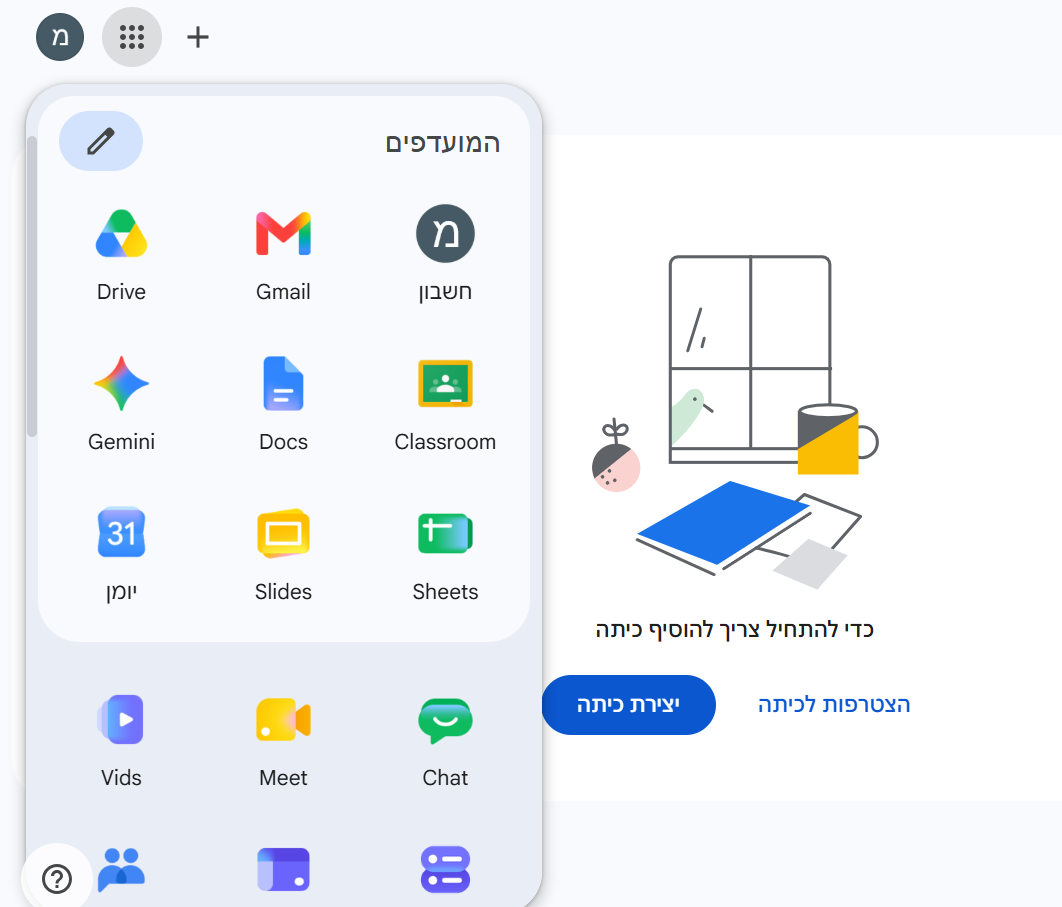 מ
המועדפים
מ
חשבון
Gmail
Drive
Classroom
Docs
Gemini
Sheets
Slides
31
יומן
Chat
Meet
Vids
?
כדי להתחיל צריך להוסיף כיתה
הצטרפות לכיתה
יצירת כיתה